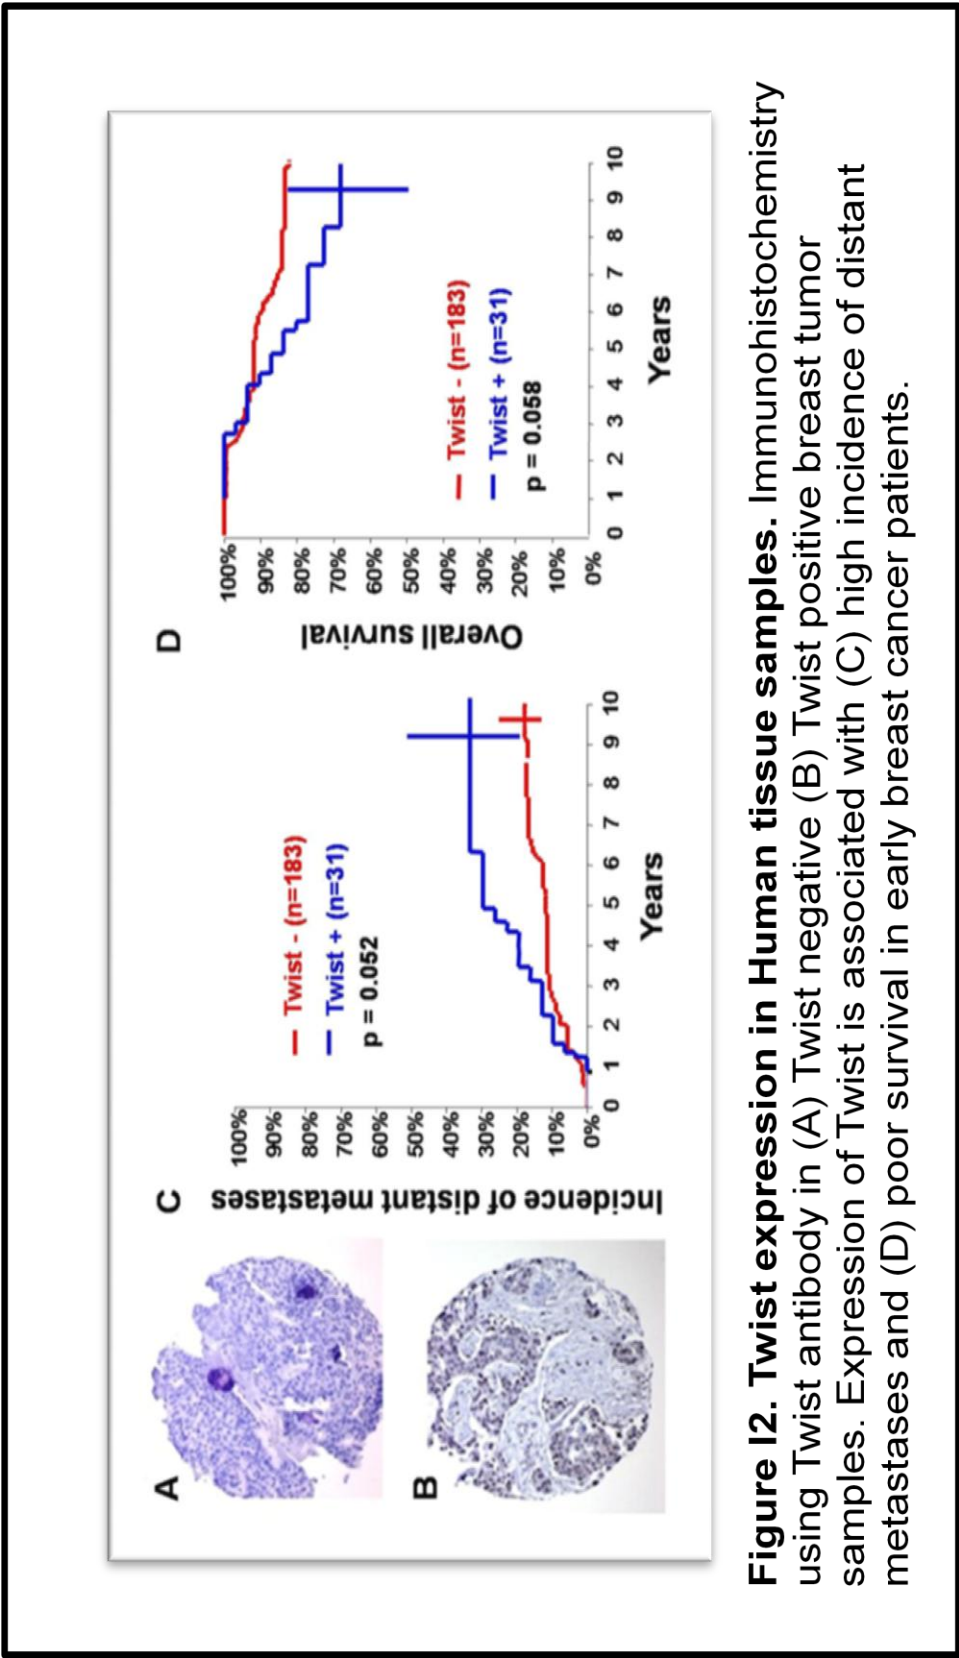 A
B
C
Incidence of distant metastases
100%
90%
80%
70%
60%
50%
40%
30%
20%
10%
0%
Twist - (n=183)
Twist + (n=31)
p = 0.052
0 1 2 3 4 5 6 7 8 9 10
Years
D
Overall survival
100%
90%
80%
70%
60%
50%
40%
30%
20%
10%
0%
Twist - (n=183)
Twist + (n=31)
p = 0.058
0 1 2 3 4 5 6 7 8 9 10
Years
Figure I2. Twist expression in Human tissue samples. Immunohistochemistry
using Twist antibody in (A) Twist negative (B) Twist positive breast tumor
samples. Expression of Twist is associated with (C) high incidence of distant
metastases and (D) poor survival in early breast cancer patients.